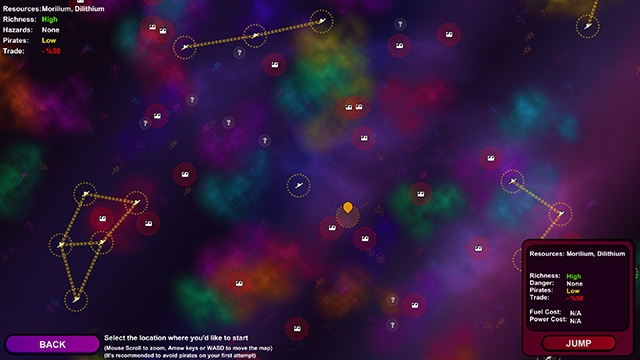 Resources: Morilium, Dilithium
Richness: High
Hazards: None
Pirates: Low
Trade: - %50
?
?
?
?
?
?
?
?
Resources: Morilium, Dilithium
Richness: High
Danger: None
Pirates: Low
Trade: - %50
Fuel Cost: N/A
Power Cost: N/A
JUMP
BACK
Select the location where you'd like to start
(Mouse Scroll to zoom, Arrow keys or WASD to move the map)
(It's recommended to avoid pirates on your first attempt)